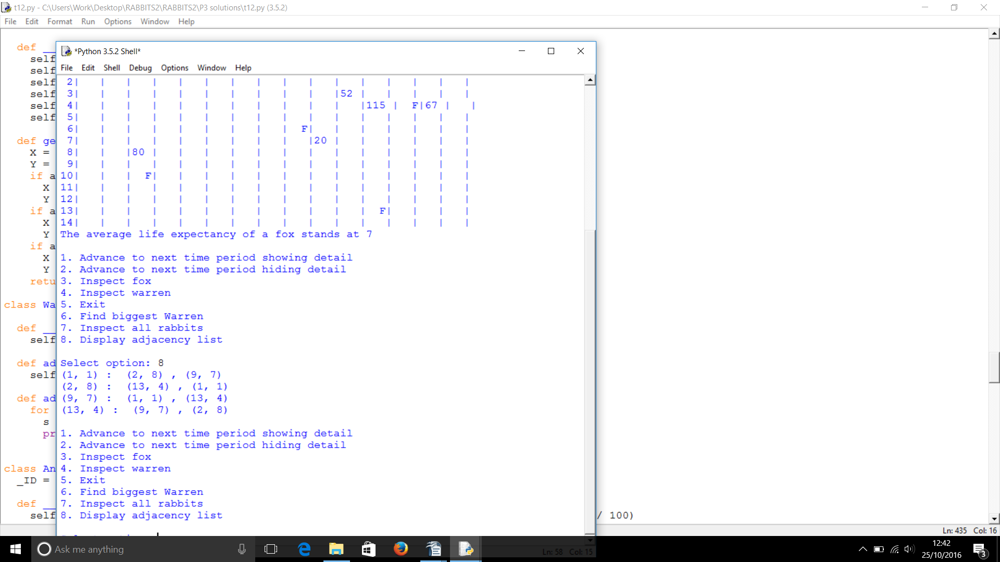 t12.py - C:\Users\Work\Desktop\RABBITS2\RABBITS2\P3 solutions\t12.py (3.5.2)
File Edit Format Run Options Window Help
def __
self
self
self
self
self
self
def ge
X =
Y =
if a
X
Y
if a
X
Y
if a
X
Y
retu
class Wa
def __
self
def ad
self
def ad
for
s
pr
class An
_ID =
def __
self
/ 100)
Ln: 435 Col: 16
*Python 3.5.2 Shell*
File Edit Shell Debug Options Window Help
2| | | | | | | | | | | | | | | |
3| | | | | | | | | | |52 | | | | |
4| | | | | | | | | | | |115 | F|67 | |
5| | | | | | | | | | | | | | | |
6| | | | | | | | | F| | | | | | |
7| | | | | | | | | |20 | | | | | |
8| | |80 | | | | | | | | | | | | |
9| | | | | | | | | | | | | | | |
10| | | F| | | | | | | | | | | | |
11| | | | | | | | | | | | | | | |
12| | | | | | | | | | | | | | | |
13| | | | | | | | | | | | F| | | |
14| | | | | | | | | | | | | | | |
The average life expectancy of a fox stands at 7
1. Advance to next time period showing detail
2. Advance to next time period hiding detail
3. Inspect fox
4. Inspect warren
5. Exit
6. Find biggest Warren
7. Inspect all rabbits
8. Display adjacency list
Select option: 8
(1, 1) :  (2, 8) , (9, 7)
(2, 8) :  (13, 4) , (1, 1)
(9, 7) :  (1, 1) , (13, 4)
(13, 4) :  (9, 7) , (2, 8)
1. Advance to next time period showing detail
2. Advance to next time period hiding detail
3. Inspect fox
4. Inspect warren
5. Exit
6. Find biggest Warren
7. Inspect all rabbits
8. Display adjacency list
Ln: 58 Col: 15
Ask me anything
12:42
25/10/2016
3